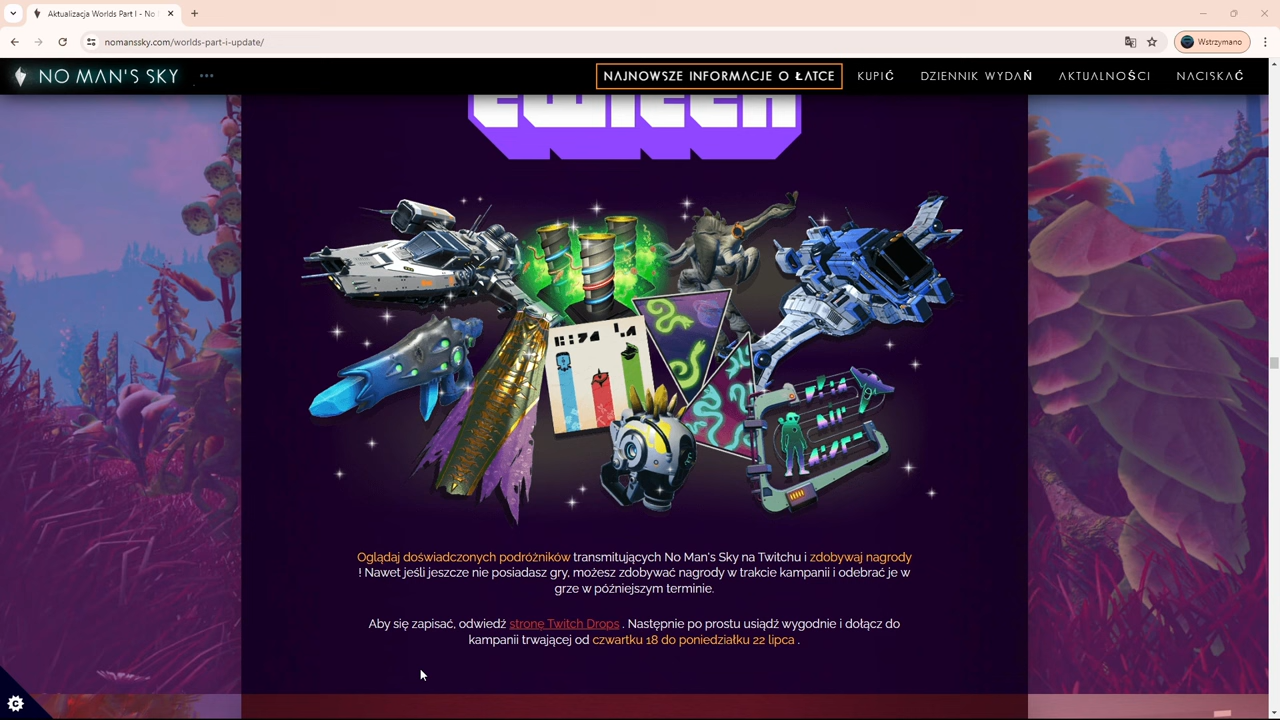 Aktualizacja Worlds Part I - No
nomanssky.com/worlds-part-i-update/
Wstrzymano
NO MAN'S SKY
NAJNOWSZE INFORMACJE O ŁATCE
KUPIĆ
DZIENNIK WYDAŃ
AKTUALNOŚCI
NACISKAĆ
Oglądaj doświadczonych podróżników transmitujących No Man's Sky na Twitchu i zdobywaj nagrody
! Nawet jeśli jeszcze nie posiadasz gry, możesz zdobywać nagrody w trakcie kampanii i odebrać je w
grze w późniejszym terminie.
Aby się zapisać, odwiedź stronę Twitch Drops . Następnie po prostu usiądź wygodnie i dołącz do
kampanii trwającej od czwartku 18 do poniedziałku 22 lipca .